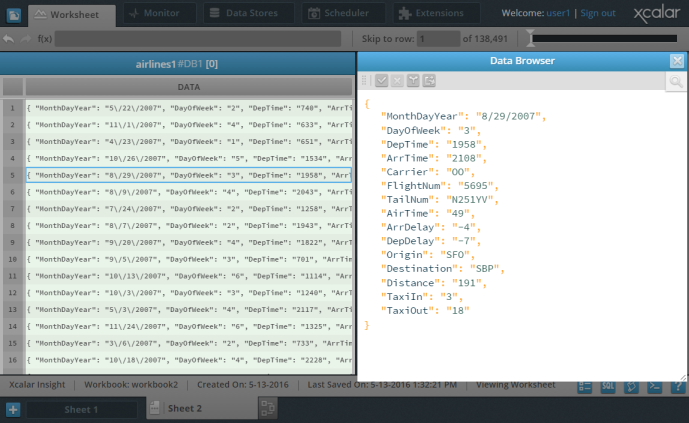 Worksheet Monitor Data Stores Scheduler Extensions Welcome: user1 | Sign out xcalar
f(x) Skip to row: 1 of 138,491
airlines1 #DB1 [0]
DATA
1 { "MonthDayYear": "5\/22\/2007", "DayOfWeek": "2", "DepTime": "740", "ArrTim
2 { "MonthDayYear": "11\/1\/2007", "DayOfWeek": "4", "DepTime": "633", "ArrTim
3 { "MonthDayYear": "4\/23\/2007", "DayOfWeek": "1", "DepTime": "651", "ArrTim
4 { "MonthDayYear": "10\/26\/2007", "DayOfWeek": "5", "DepTime": "1534", "Arr
5 { "MonthDayYear": "8\/29\/2007", "DayOfWeek": "3", "DepTime": "1958", "ArrT
6 { "MonthDayYear": "8\/9\/2007", "DayOfWeek": "4", "DepTime": "2043", "ArrTi
7 { "MonthDayYear": "7\/24\/2007", "DayOfWeek": "2", "DepTime": "1258", "ArrT
8 { "MonthDayYear": "8\/7\/2007", "DayOfWeek": "2", "DepTime": "1943", "ArrTi
9 { "MonthDayYear": "9\/20\/2007", "DayOfWeek": "4", "DepTime": "1822", "ArrT
10 { "MonthDayYear": "9\/5\/2007", "DayOfWeek": "3", "DepTime": "701", "ArrTim
11 { "MonthDayYear": "10\/13\/2007", "DayOfWeek": "6", "DepTime": "1114", "Arr
12 { "MonthDayYear": "10\/3\/2007", "DayOfWeek": "3", "DepTime": "1240", "ArrT
13 { "MonthDayYear": "5\/3\/2007", "DayOfWeek": "4", "DepTime": "2117", "ArrTi
14 { "MonthDayYear": "11\/24\/2007", "DayOfWeek": "6", "DepTime": "1325", "Arr
15 { "MonthDayYear": "3\/6\/2007", "DayOfWeek": "2", "DepTime": "733", "ArrTim
16 { "MonthDayYear": "10\/18\/2007", "DayOfWeek": "4", "DepTime": "2228", "Arr
Data Browser
{
"MonthDayYear": "8/29/2007",
"DayOfWeek": "3",
"DepTime": "1958",
"ArrTime": "2108",
"Carrier": "OO",
"FlightNum": "5695",
"TailNum": "N251YV",
"AirTime": "49",
"ArrDelay": "-4",
"DepDelay": "-7",
"Origin": "SFO",
"Destination": "SBP",
"Distance": "191",
"TaxiIn": "3",
"TaxiOut": "18"
}
Xcalar Insight Workbook: workbook2 Created On: 5-13-2016 Last Saved On: 5-13-2016 1:32:21 PM Viewing Worksheet SQL ?
Sheet 1 Sheet 2